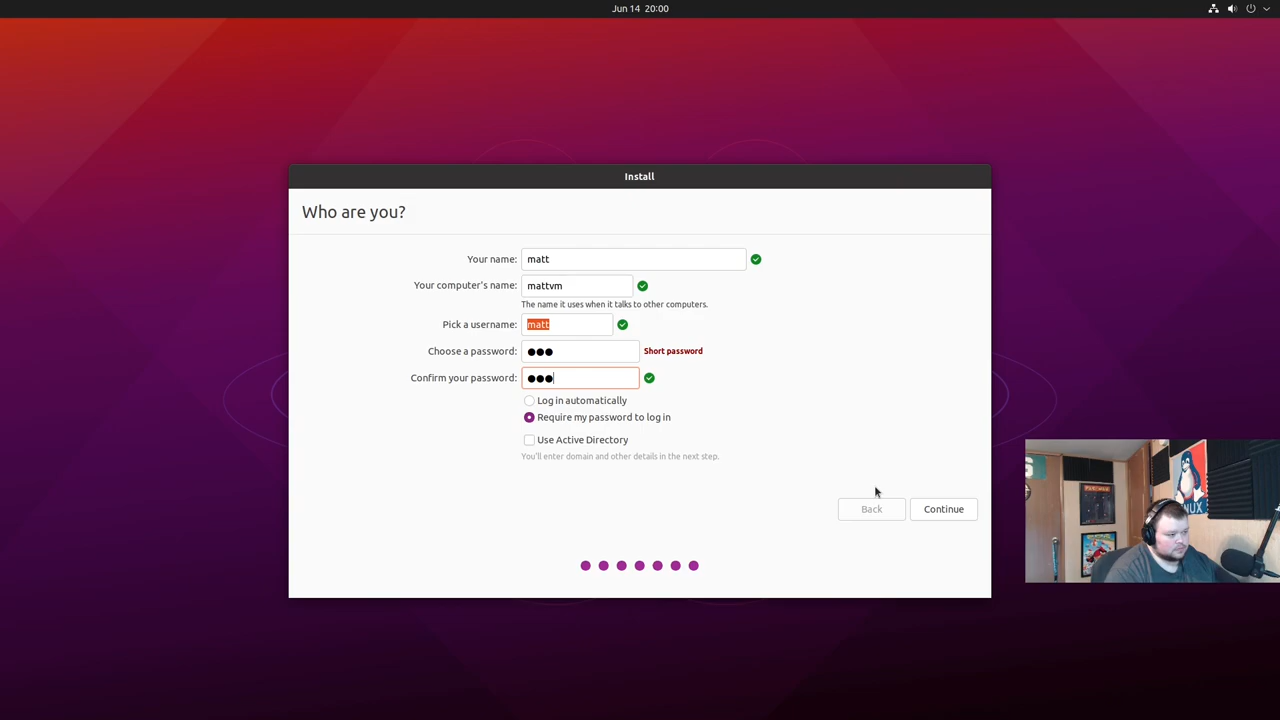 Jun 14 20:00
Install
Who are you?
Your name: matt
Your computer's name: mattvm
The name it uses when it talks to other computers.
Pick a username: matt
Choose a password: ●●● Short password
Confirm your password: ●●●
Log in automatically
Require my password to log in
Use Active Directory
You'll enter domain and other details in the next step.
Back Continue